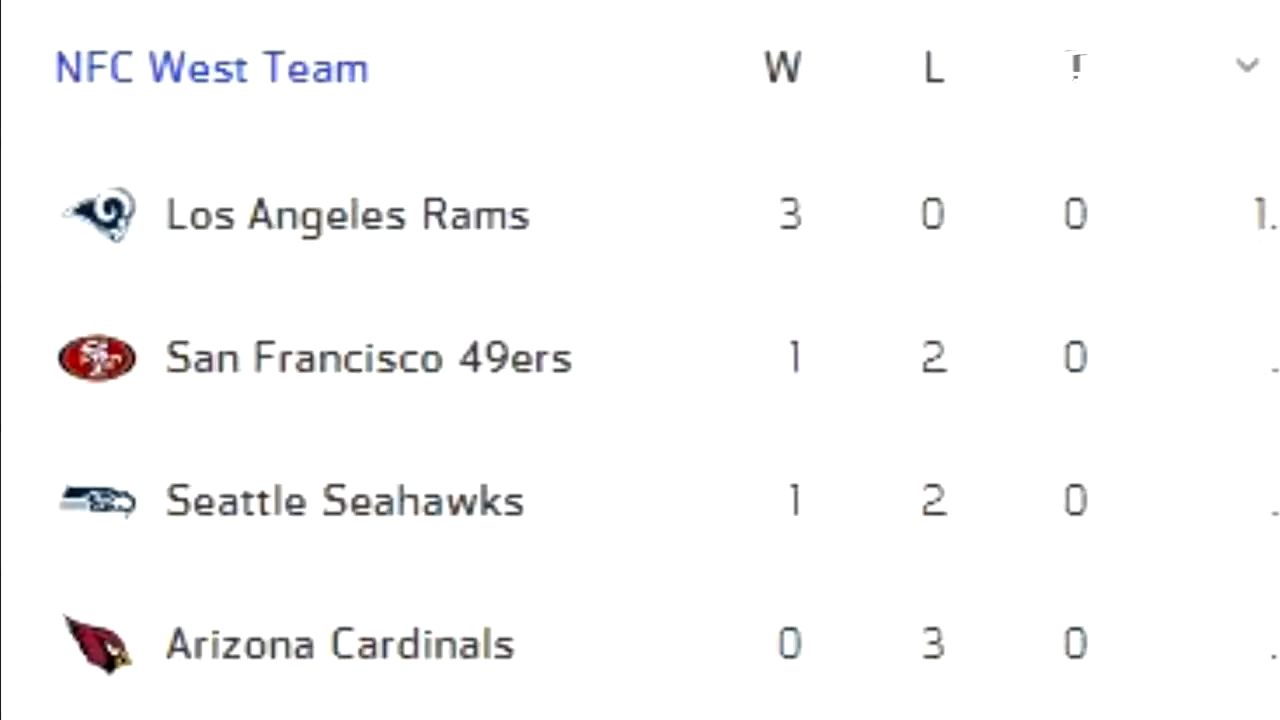 NFC West Team W L T
Los Angeles Rams 3 0 0 1.
San Francisco 49ers 1 2 0 .
Seattle Seahawks 1 2 0 .
Arizona Cardinals 0 3 0 .